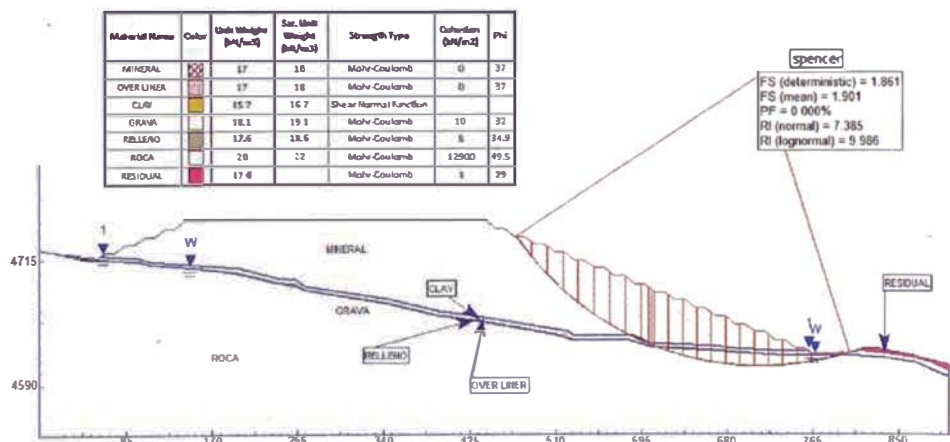 Material Name Color Unit Weight (kN/m3) Sat. Unit Weight (kN/m3) Strength Type Cohesion (kN/m2) Phi
MINERAL 17 18 Mohr-Coulomb 0 37
OVER LINER 17 18 Mohr-Coulomb 0 37
CLAY 15.7 16.7 Shear Normal function
GRAVA 18.1 19.1 Mohr-Coulomb 10 32
RELLENO 17.6 18.6 Mohr-Coulomb 34.9
ROCA 20 22 Mohr-Coulomb 12900 49.5
RESIDUAL 17.6 Mohr-Coulomb 29
spencer
FS (deterministic) = 1.861
FS (mean) = 1.901
PF = 0.000%
RI (normal) = 7.385
RI (lognormal) = 9.986
1
W
MINERAL
4715
CLAY
RESIDUAL
GRAVA
W
RELLENO
ROCA
OVER LINER
4590
85 170 255 340 425 510 595 680 765 850